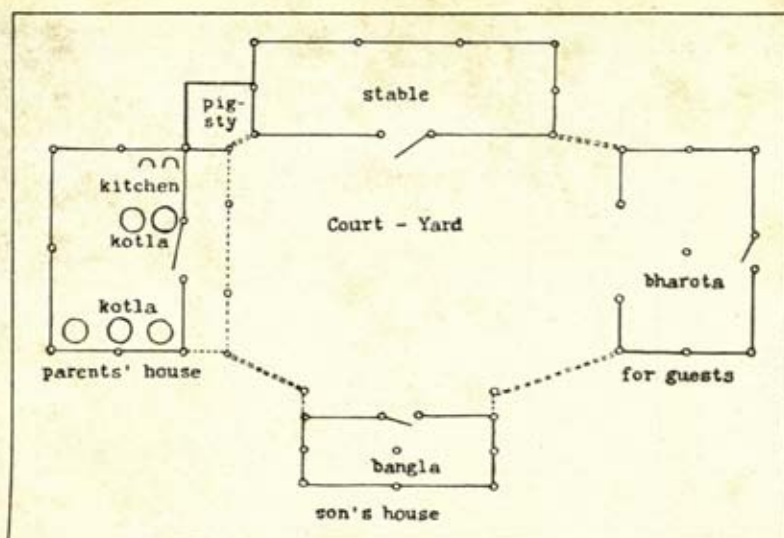 stable
pig-
sty
kitchen
kotla
Court - Yard
bharota
kotla
parents' house
for guests
bangla
son's house